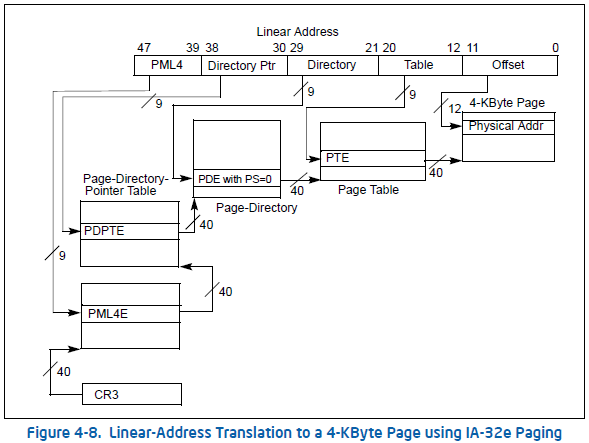 Linear Address
47 39 38 30 29 21 20 12 11 0
PML4 Directory Ptr Directory Table Offset
9 9 9 12 4-KByte Page
Physical Addr
PTE
PDE with PS=0
40 40
Page Table
Page-Directory-
Pointer Table
Page-Directory
PDPTE
40
9
40
PML4E
40
CR3
Figure 4-8. Linear-Address Translation to a 4-KByte Page using IA-32e Paging